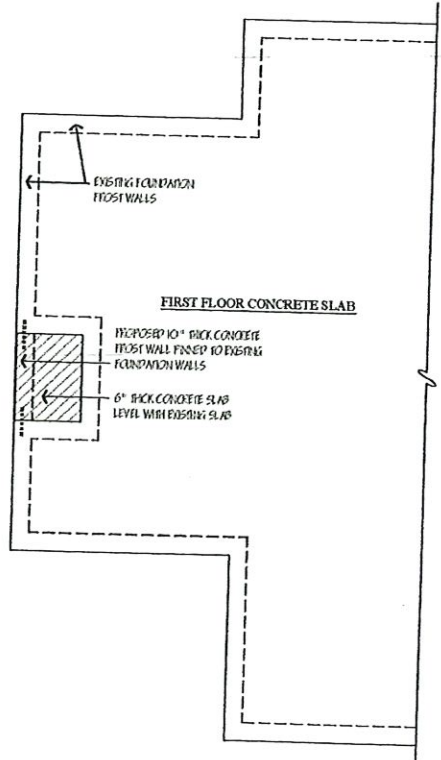 EXISTING FOUNDATION
FROST WALLS
FIRST FLOOR CONCRETE SLAB
PROPOSED 10" THICK CONCRETE
FROST WALL PINNED TO EXISTING
FOUNDATION WALLS
6" THICK CONCRETE SLAB
LEVEL WITH EXISTING SLAB